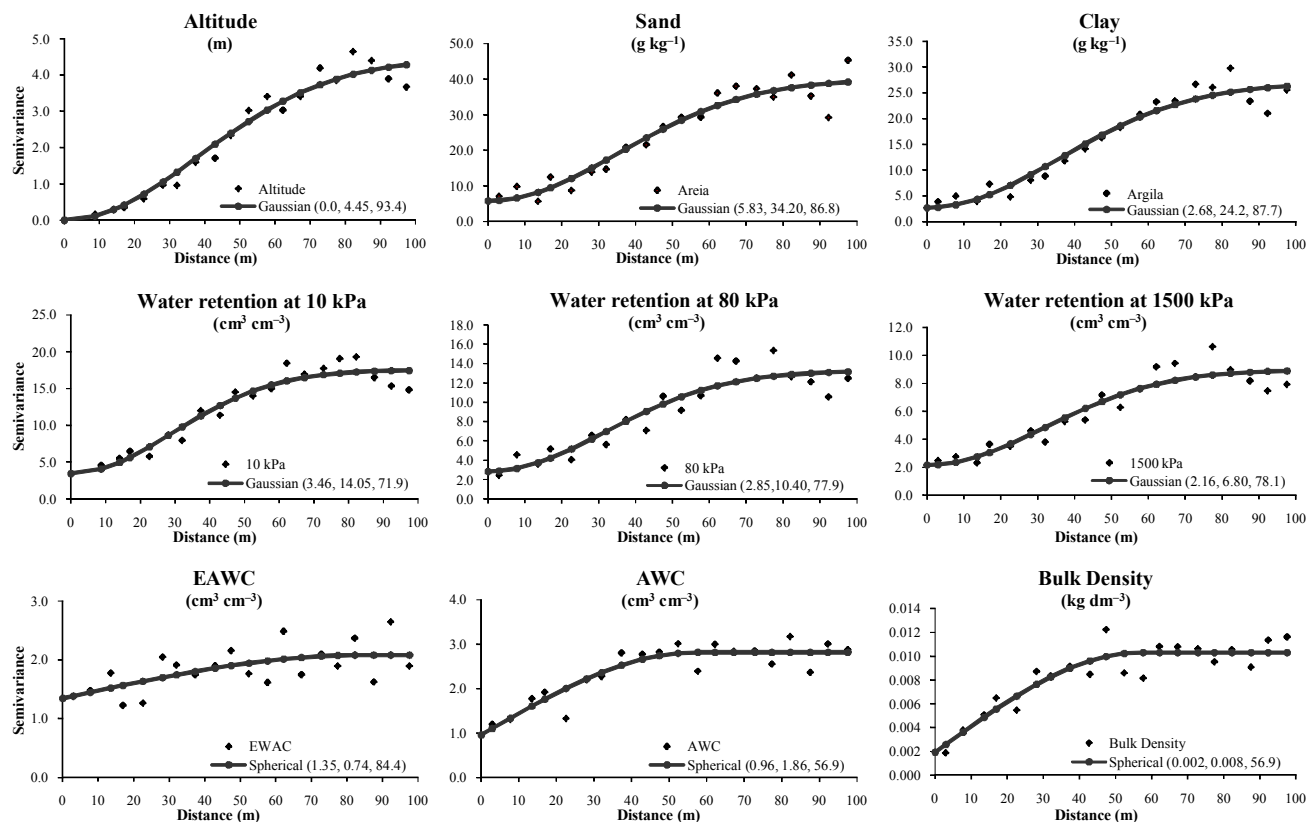 Altitude
(m)
5.0
4.0
3.0
2.0
1.0
0.0
Semivariance
Altitude
Gaussian (0.0, 4.45, 93.4)
0 10 20 30 40 50 60 70 80 90 100
Distance (m)
Sand
(g kg⁻¹)
50.0
40.0
30.0
20.0
10.0
0.0
Areia
Gaussian (5.83, 34.20, 86.8)
0 10 20 30 40 50 60 70 80 90 100
Distance (m)
Clay
(g kg⁻¹)
35.0
30.0
25.0
20.0
15.0
10.0
5.0
0.0
Argila
Gaussian (2.68, 24.2, 87.7)
0 10 20 30 40 50 60 70 80 90 100
Distance (m)
Water retention at 10 kPa
(cm³ cm⁻³)
25.0
20.0
15.0
10.0
5.0
0.0
Semivariance
10 kPa
Gaussian (3.46, 14.05, 71.9)
0 10 20 30 40 50 60 70 80 90 100
Distance (m)
Water retention at 80 kPa
(cm³ cm⁻³)
18.0
16.0
14.0
12.0
10.0
8.0
6.0
4.0
2.0
0.0
80 kPa
Gaussian (2.85,10.40, 77.9)
0 10 20 30 40 50 60 70 80 90 100
Distance (m)
Water retention at 1500 kPa
(cm³ cm⁻³)
12.0
10.0
8.0
6.0
4.0
2.0
0.0
1500 kPa
Gaussian (2.16, 6.80, 78.1)
0 10 20 30 40 50 60 70 80 90 100
Distance (m)
EAWC
(cm³ cm⁻³)
3.0
2.0
1.0
0.0
Semivariance
EWAC
Spherical (1.35, 0.74, 84.4)
0 10 20 30 40 50 60 70 80 90 100
Distance (m)
AWC
(cm³ cm⁻³)
4.0
3.0
2.0
1.0
0.0
AWC
Spherical (0.96, 1.86, 56.9)
0 10 20 30 40 50 60 70 80 90 100
Distance (m)
Bulk Density
(kg dm⁻³)
0.014
0.012
0.010
0.008
0.006
0.004
0.002
0.000
Bulk Density
Spherical (0.002, 0.008, 56.9)
0 10 20 30 40 50 60 70 80 90 100
Distance (m)